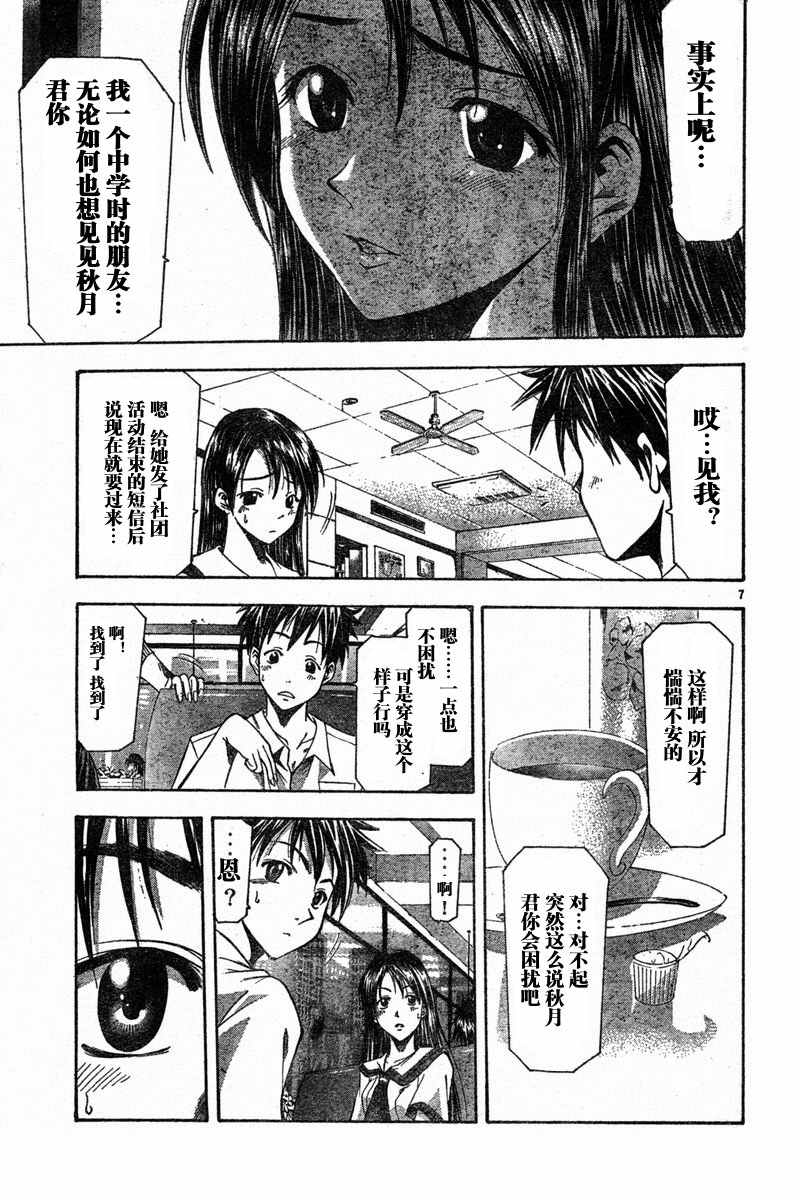 事实上呢…
我一个中学时的朋友…
无论如何也想见见秋月
君你
哎…见我？
嗯 给她发了社团
活动结束的短信后
说现在就要过来…
7
这样啊 所以才
惴惴不安的
对…对不起
突然这么说秋月
君你会困扰吧
嗯……一点也
不困扰
可是穿成这个
样子行吗
啊！
找到了 找到了
……啊！
…恩？